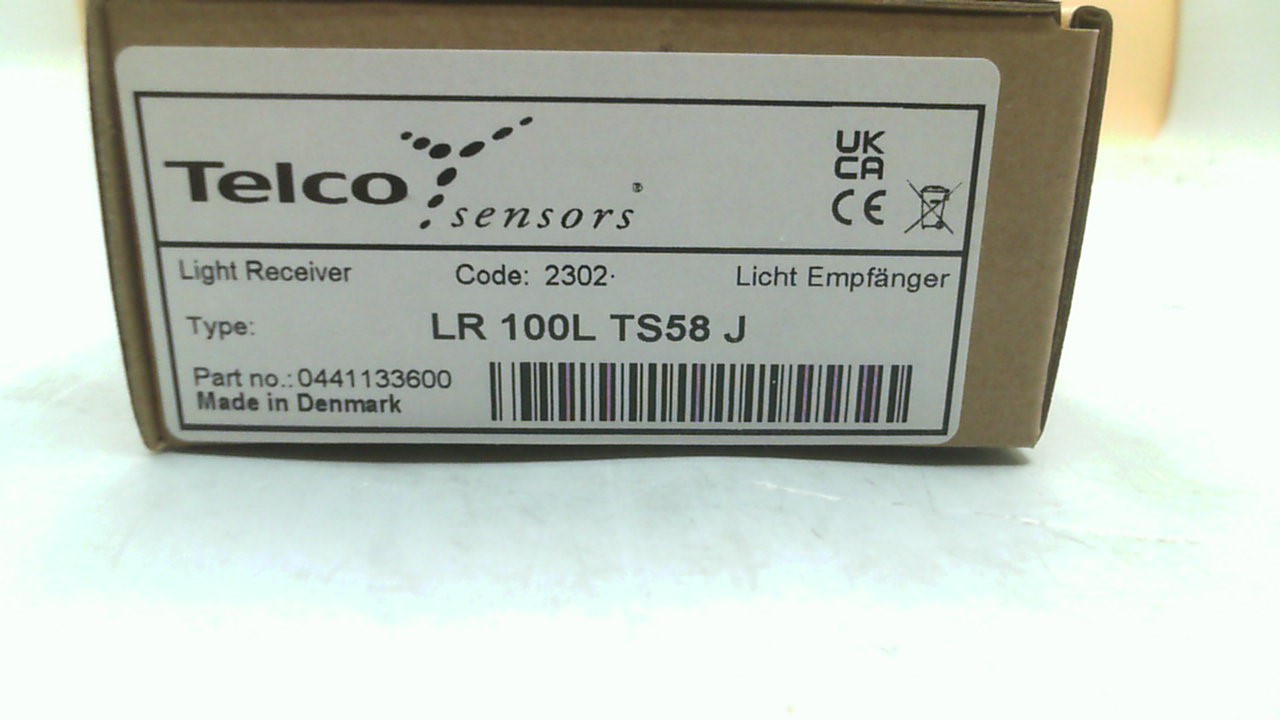 Telco sensors®
UK
CA
CE
Light Receiver Code: 2302· Licht Empfänger
Type: LR 100L TS58 J
Part no.: 0441133600
Made in Denmark